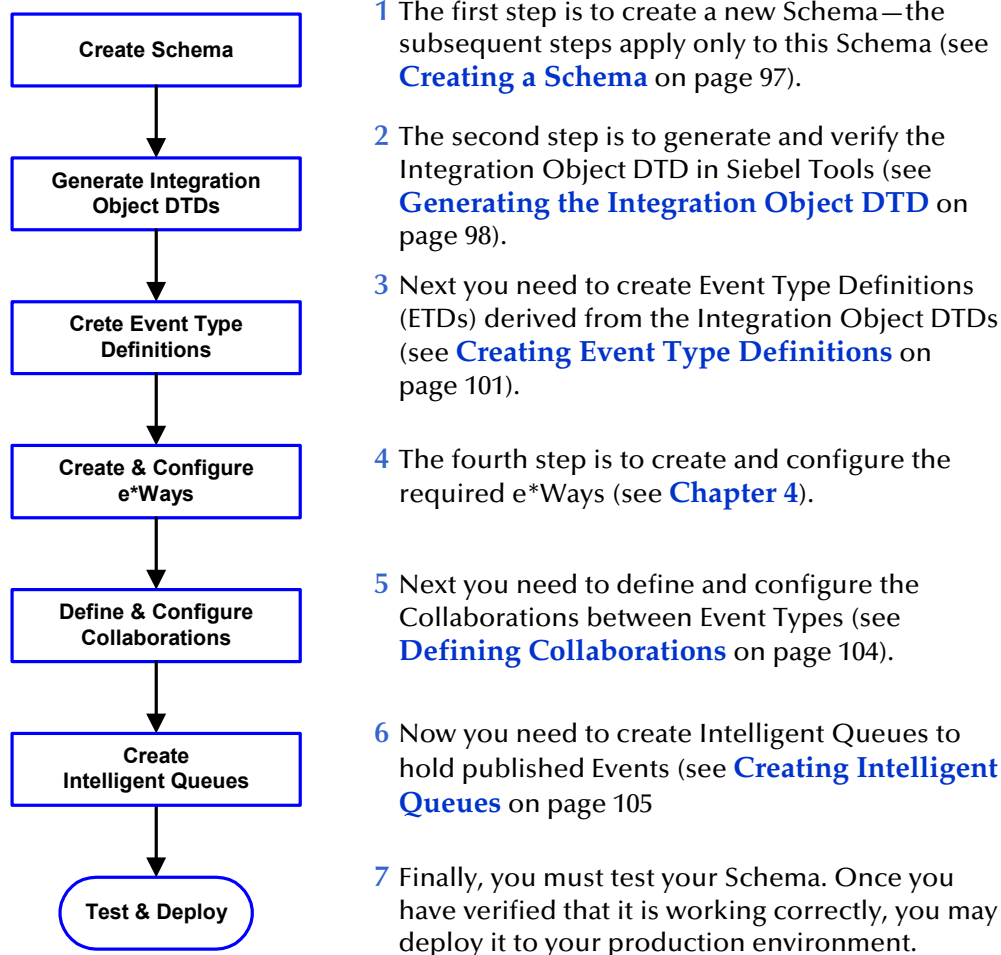 Create Schema
1 The first step is to create a new Schema—the
subsequent steps apply only to this Schema (see
Creating a Schema on page 97).
Generate Integration
Object DTDs
2 The second step is to generate and verify the
Integration Object DTD in Siebel Tools (see
Generating the Integration Object DTD on
page 98).
Crete Event Type
Definitions
3 Next you need to create Event Type Definitions
(ETDs) derived from the Integration Object DTDs
(see Creating Event Type Definitions on
page 101).
Create & Configure
e*Ways
4 The fourth step is to create and configure the
required e*Ways (see Chapter 4).
Define & Configure
Collaborations
5 Next you need to define and configure the
Collaborations between Event Types (see
Defining Collaborations on page 104).
Create
Intelligent Queues
6 Now you need to create Intelligent Queues to
hold published Events (see Creating Intelligent
Queues on page 105
Test & Deploy
7 Finally, you must test your Schema. Once you
have verified that it is working correctly, you may
deploy it to your production environment.